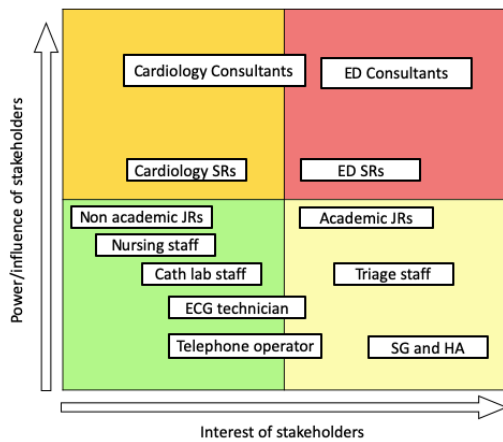 Cardiology Consultants
ED Consultants
Cardiology SRs
ED SRs
Non academic JRs
Academic JRs
Nursing staff
Cath lab staff
Triage staff
ECG technician
Telephone operator
SG and HA
Power/influence of stakeholders
Interest of stakeholders